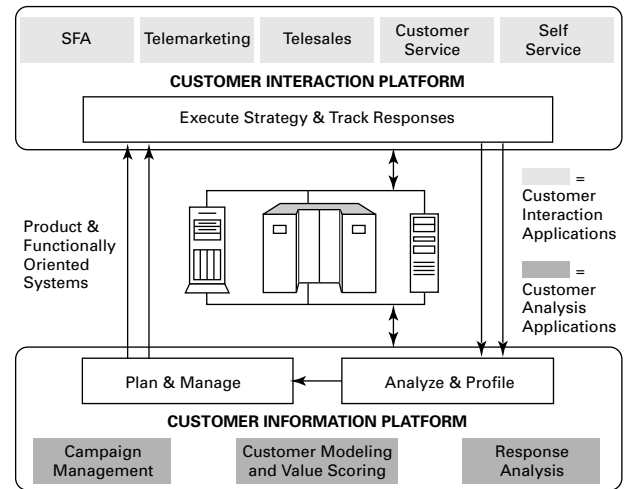 SFA
Telemarketing
Telesales
Customer
Service
Self
Service
CUSTOMER INTERACTION PLATFORM
Execute Strategy & Track Responses
Product &
Functionally
Oriented
Systems
=
Customer
Interaction
Applications
=
Customer
Analysis
Applications
Plan & Manage
Analyze & Profile
CUSTOMER INFORMATION PLATFORM
Campaign
Management
Customer Modeling
and Value Scoring
Response
Analysis